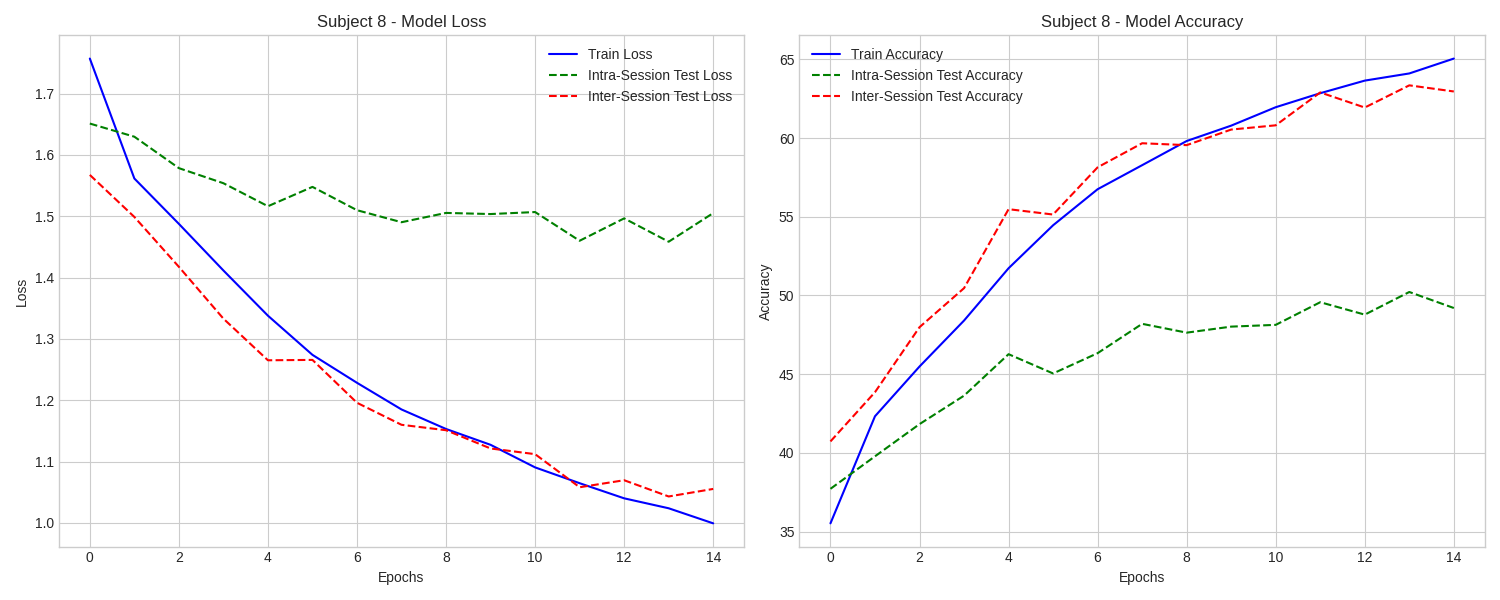 Subject 8 - Model Loss
Train Loss
Intra-Session Test Loss
Inter-Session Test Loss
1.7
1.6
1.5
1.4
1.3
1.2
1.1
1.0
Loss
0 2 4 6 8 10 12 14
Epochs
Subject 8 - Model Accuracy
Train Accuracy
Intra-Session Test Accuracy
Inter-Session Test Accuracy
65
60
55
50
45
40
35
Accuracy
0 2 4 6 8 10 12 14
Epochs